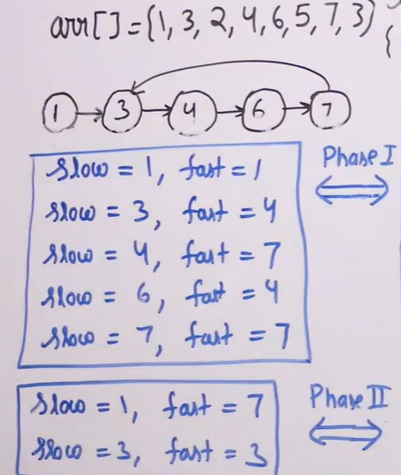 arr[] = {1, 3, 2, 4, 6, 5, 7, 3} {
1 → 3 → 4 → 6 → 7
slow = 1, fast = 1
Phase I
slow = 3, fast = 4
slow = 4, fast = 7
slow = 6, fast = 4
slow = 7, fast = 7
slow = 1, fast = 7
Phase II
slow = 3, fast = 3